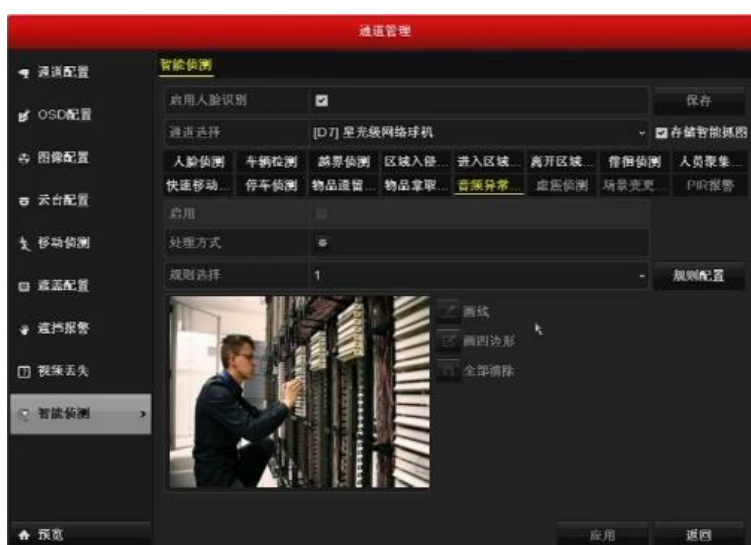 通道管理
通道配置
OSD配置
图像配置
云台配置
移动侦测
遮盖配置
遮挡报警
视频丢失
智能侦测
预览
智能侦测
启用人脸识别
保存
通道选择 [D7] 星光级网络球机 存储智能抓图
人脸侦测 车辆检测 越界侦测 区域入侵... 进入区域... 离开区域... 徘徊侦测 人员聚集...
快速移动... 停车侦测 物品遗留... 物品拿取... 音频异常... 虚焦侦测 场景变更... PIR报警
启用
处理方式
规则选择 1 规则配置
画线
画四边形
全部清除
应用 返回